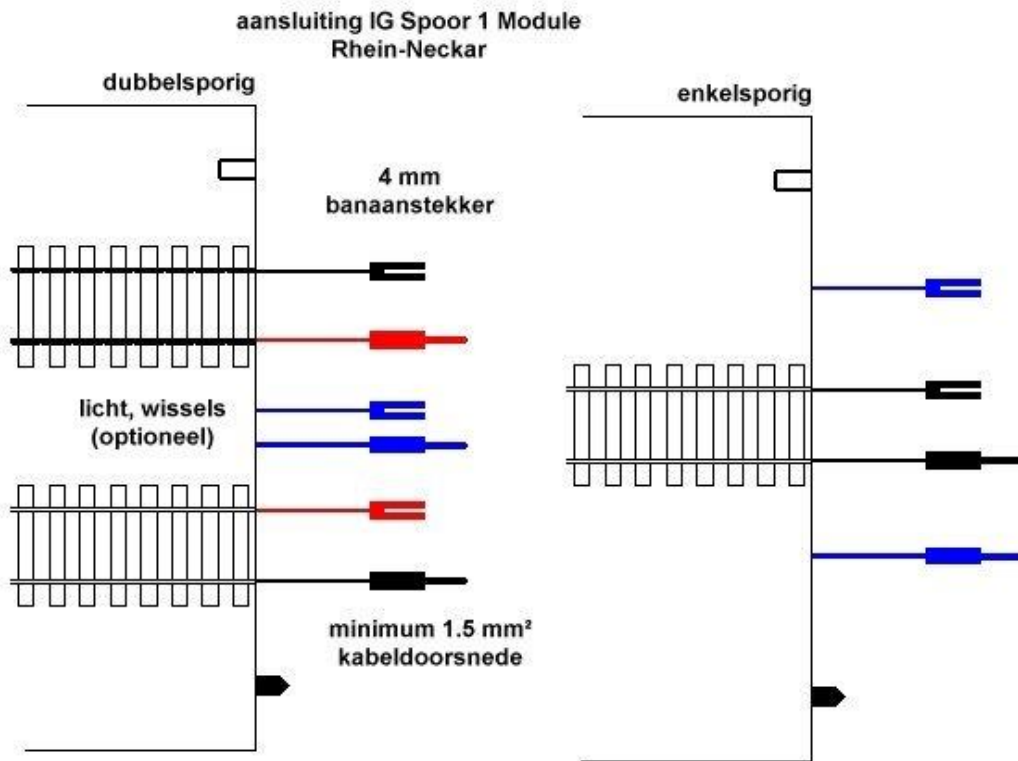 aansluiting IG Spoor 1 Module
Rhein-Neckar
dubbelsporig
enkelsporig
4 mm
banaanstekker
licht, wissels
(optioneel)
minimum 1.5 mm²
kabeldoorsnede